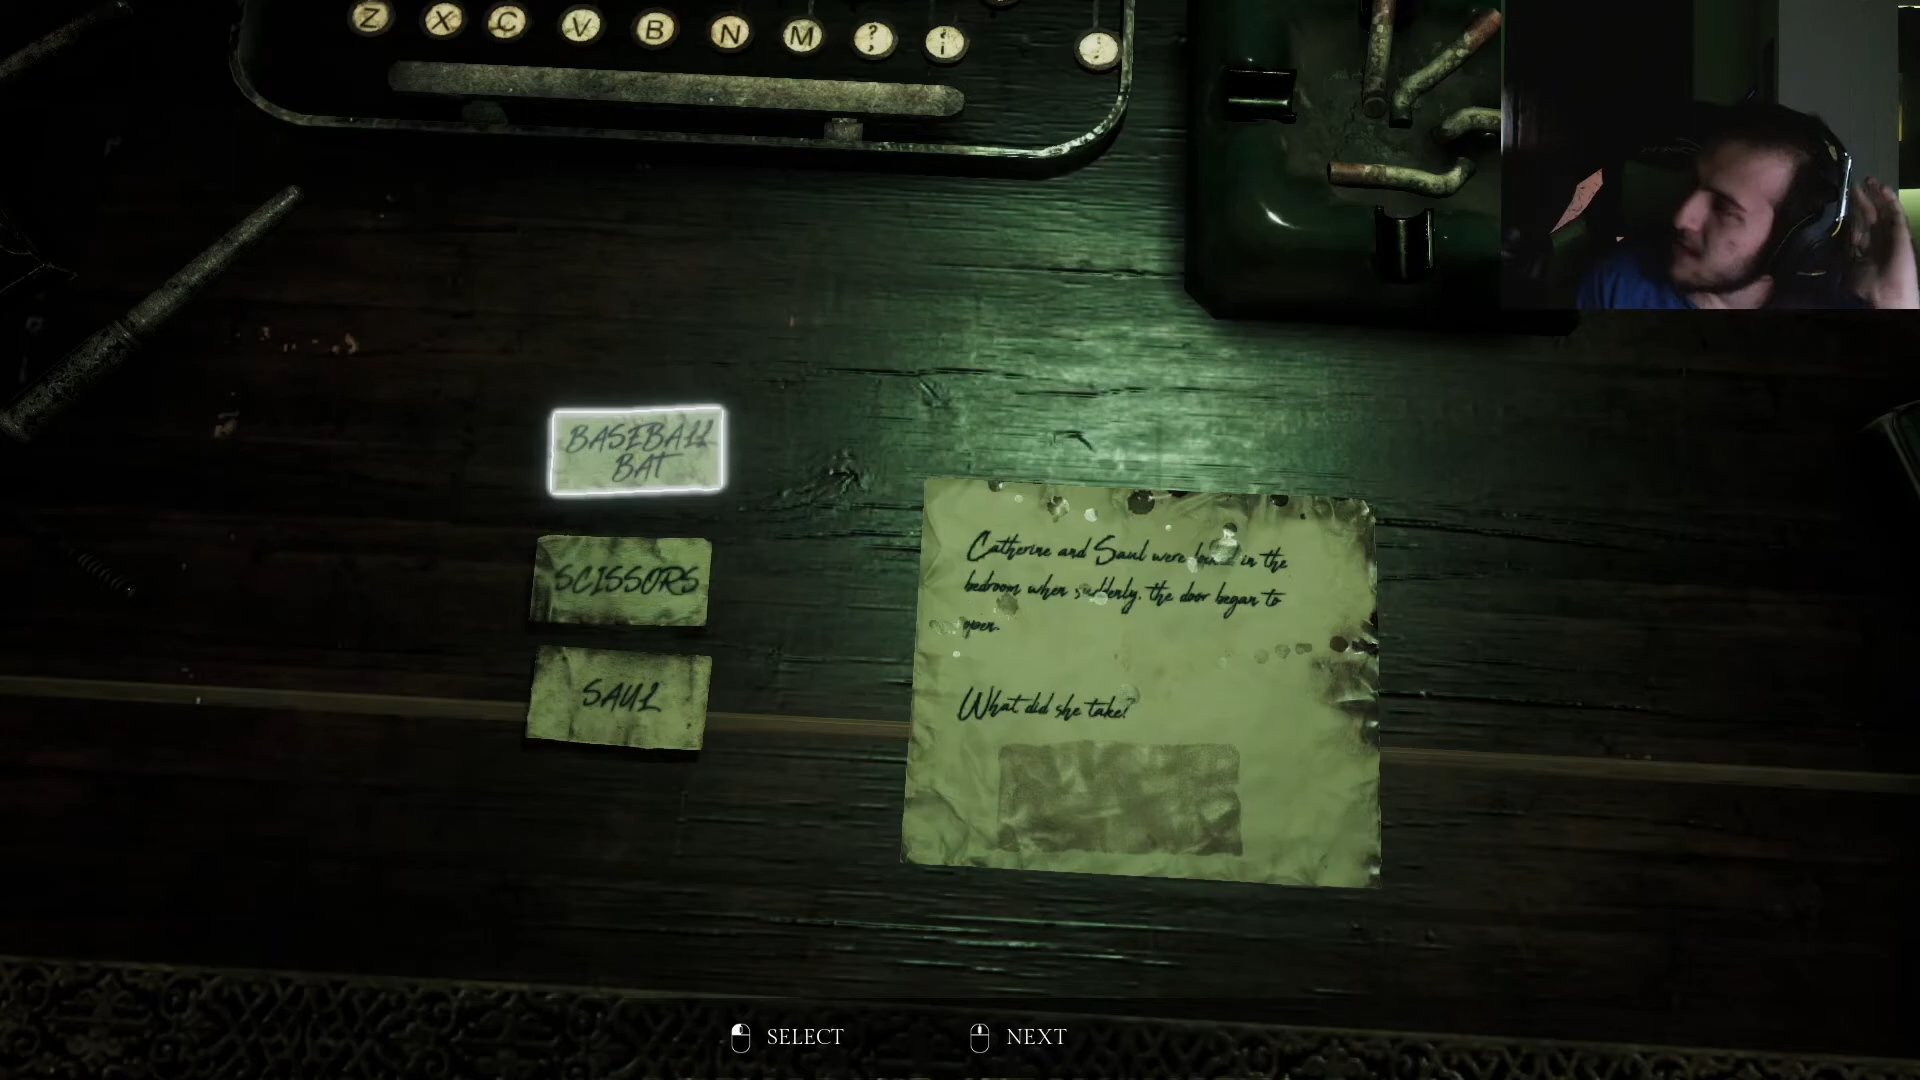 Z X C V B N M ? ;
BASEBALL
BAT
SCISSORS
SAUL
Catherine and Saul were in the
bedroom when suddenly, the door began to
open.
What did she take?
SELECT
NEXT